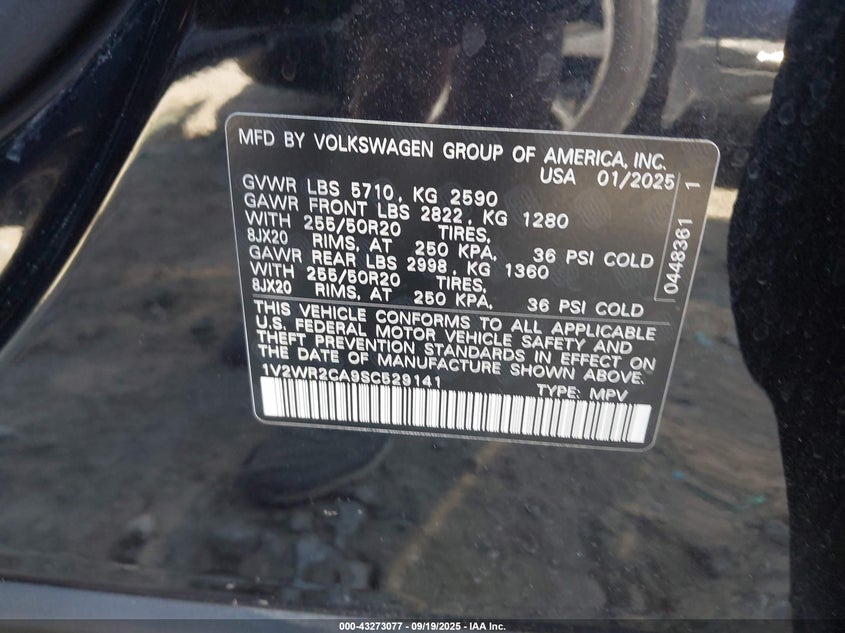 MFD BY VOLKSWAGEN GROUP OF AMERICA, INC.
USA 01/2025
GVWR LBS 5710, KG 2590
GAWR FRONT LBS 2822, KG 1280
WITH 255/50R20 TIRES,
8JX20 RIMS, AT 250 KPA, 36 PSI COLD
GAWR REAR LBS 2998, KG 1360
WITH 255/50R20 TIRES,
8JX20 RIMS, AT 250 KPA, 36 PSI COLD
0448361 1
THIS VEHICLE CONFORMS TO ALL APPLICABLE
U.S. FEDERAL MOTOR VEHICLE SAFETY AND
THEFT PREVENTION STANDARDS IN EFFECT ON
THE DATE OF MANUFACTURE SHOWN ABOVE.
1V2WR2CA9SC529141 TYPE: MPV
000-43273077 - 09/19/2025 - IAA Inc.